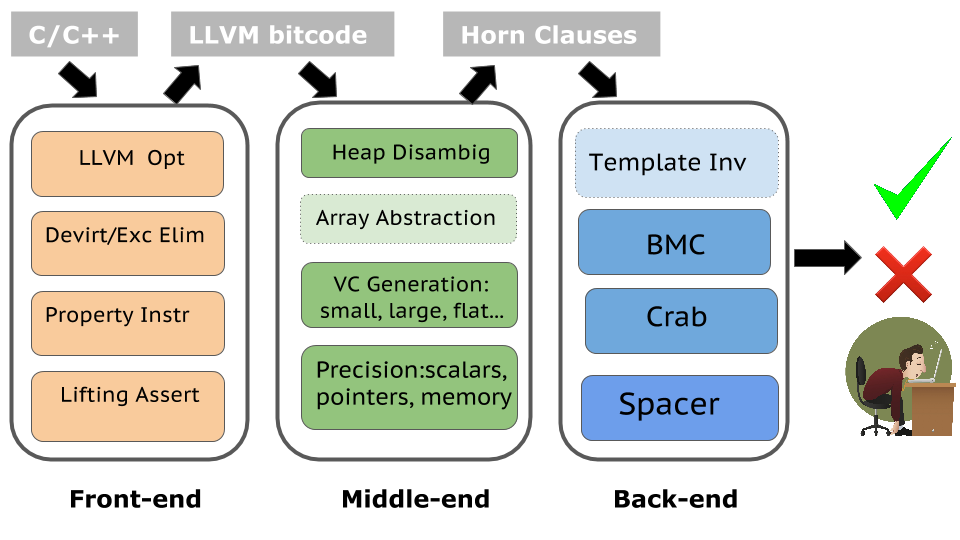 C/C++
LLVM bitcode
Horn Clauses
LLVM Opt
Devirt/Exc Elim
Property Instr
Lifting Assert
Front-end
Heap Disambig
Array Abstraction
VC Generation:
small, large, flat...
Precision:scalars,
pointers, memory
Middle-end
Template Inv
BMC
Crab
Spacer
Back-end